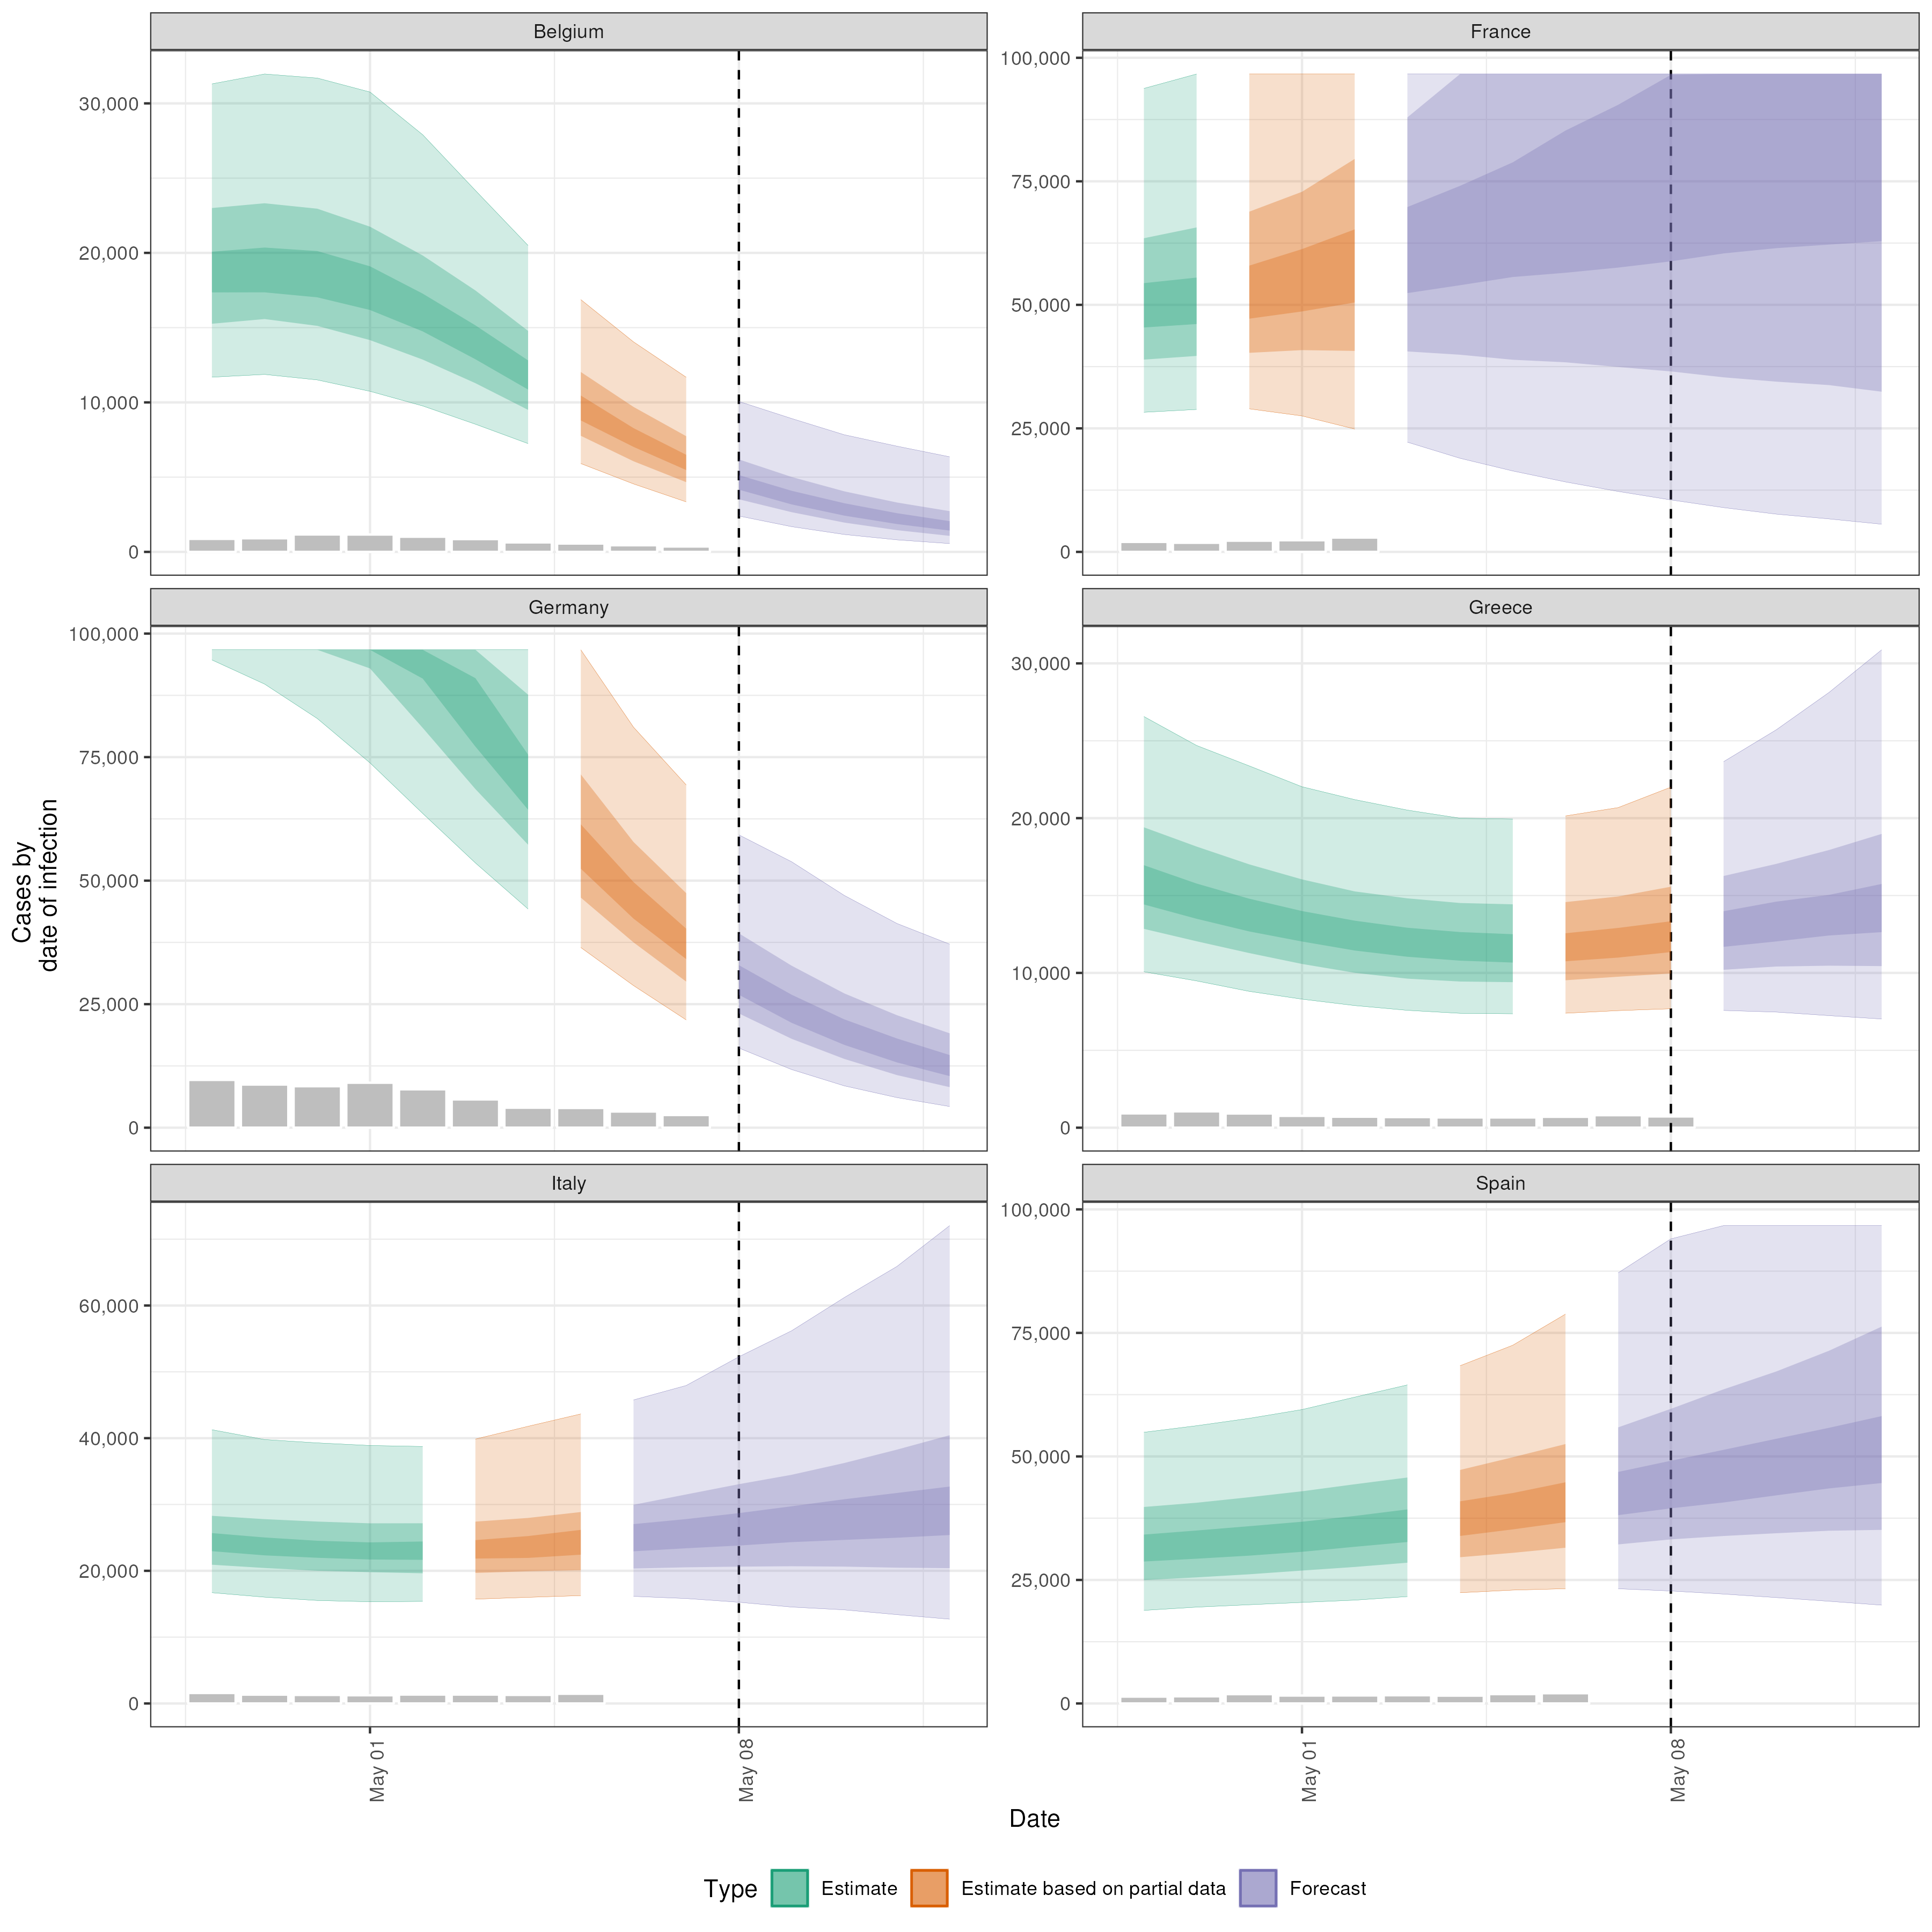 Belgium
France
30,000
20,000
10,000
0
100,000
75,000
50,000
25,000
0
Germany
Greece
100,000
75,000
50,000
25,000
0
30,000
20,000
10,000
0
Italy
Spain
60,000
40,000
20,000
0
100,000
75,000
50,000
25,000
0
Cases by
date of infection
May 01
May 08
May 01
May 08
Date
Type Estimate Estimate based on partial data Forecast